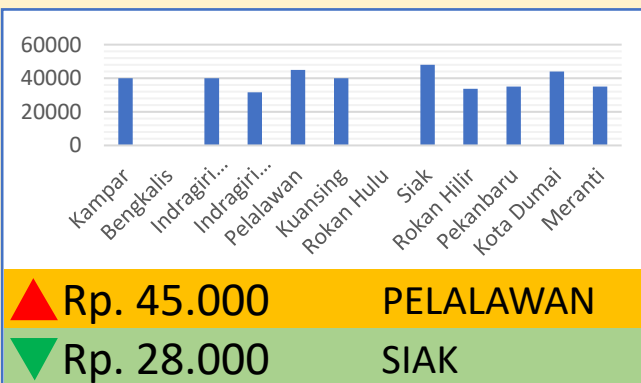 60000
40000
20000
0
Kampar
Bengkalis
Indragiri...
Indragiri...
Pelalawan
Kuansing
Rokan Hulu
Siak
Rokan Hilir
Pekanbaru
Kota Dumai
Meranti
Rp. 45.000 PELALAWAN
Rp. 28.000 SIAK